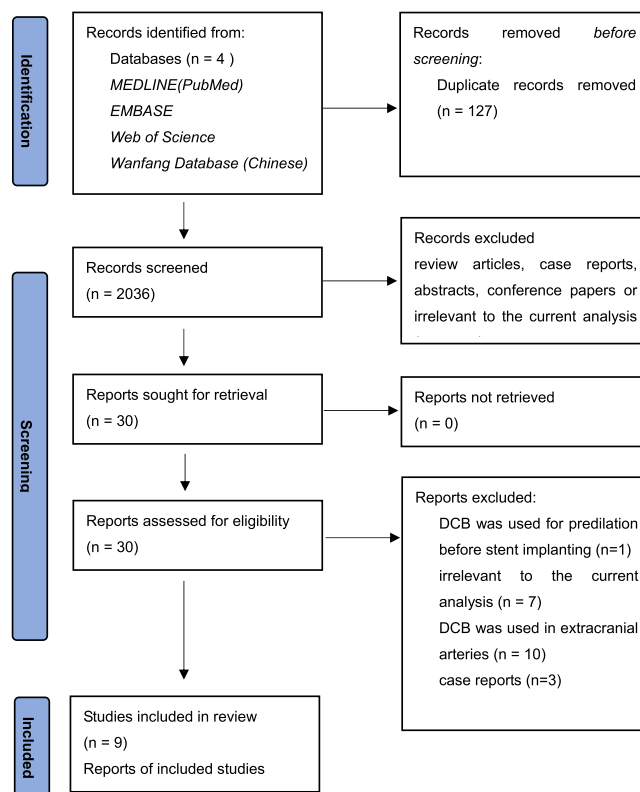 Identification
Records identified from:
Databases (n = 4 )
MEDLINE(PubMed)
EMBASE
Web of Science
Wanfang Database (Chinese)
Records removed before
screening:
Duplicate records removed
(n = 127)
Screening
Records screened
(n = 2036)
Records excluded
review articles, case reports,
abstracts, conference papers or
irrelevant to the current analysis
Reports sought for retrieval
(n = 30)
Reports not retrieved
(n = 0)
Reports assessed for eligibility
(n = 30)
Reports excluded:
DCB was used for predilation
before stent implanting (n=1)
irrelevant to the current
analysis (n = 7)
DCB was used in extracranial
arteries (n = 10)
case reports (n=3)
Included
Studies included in review
(n = 9)
Reports of included studies